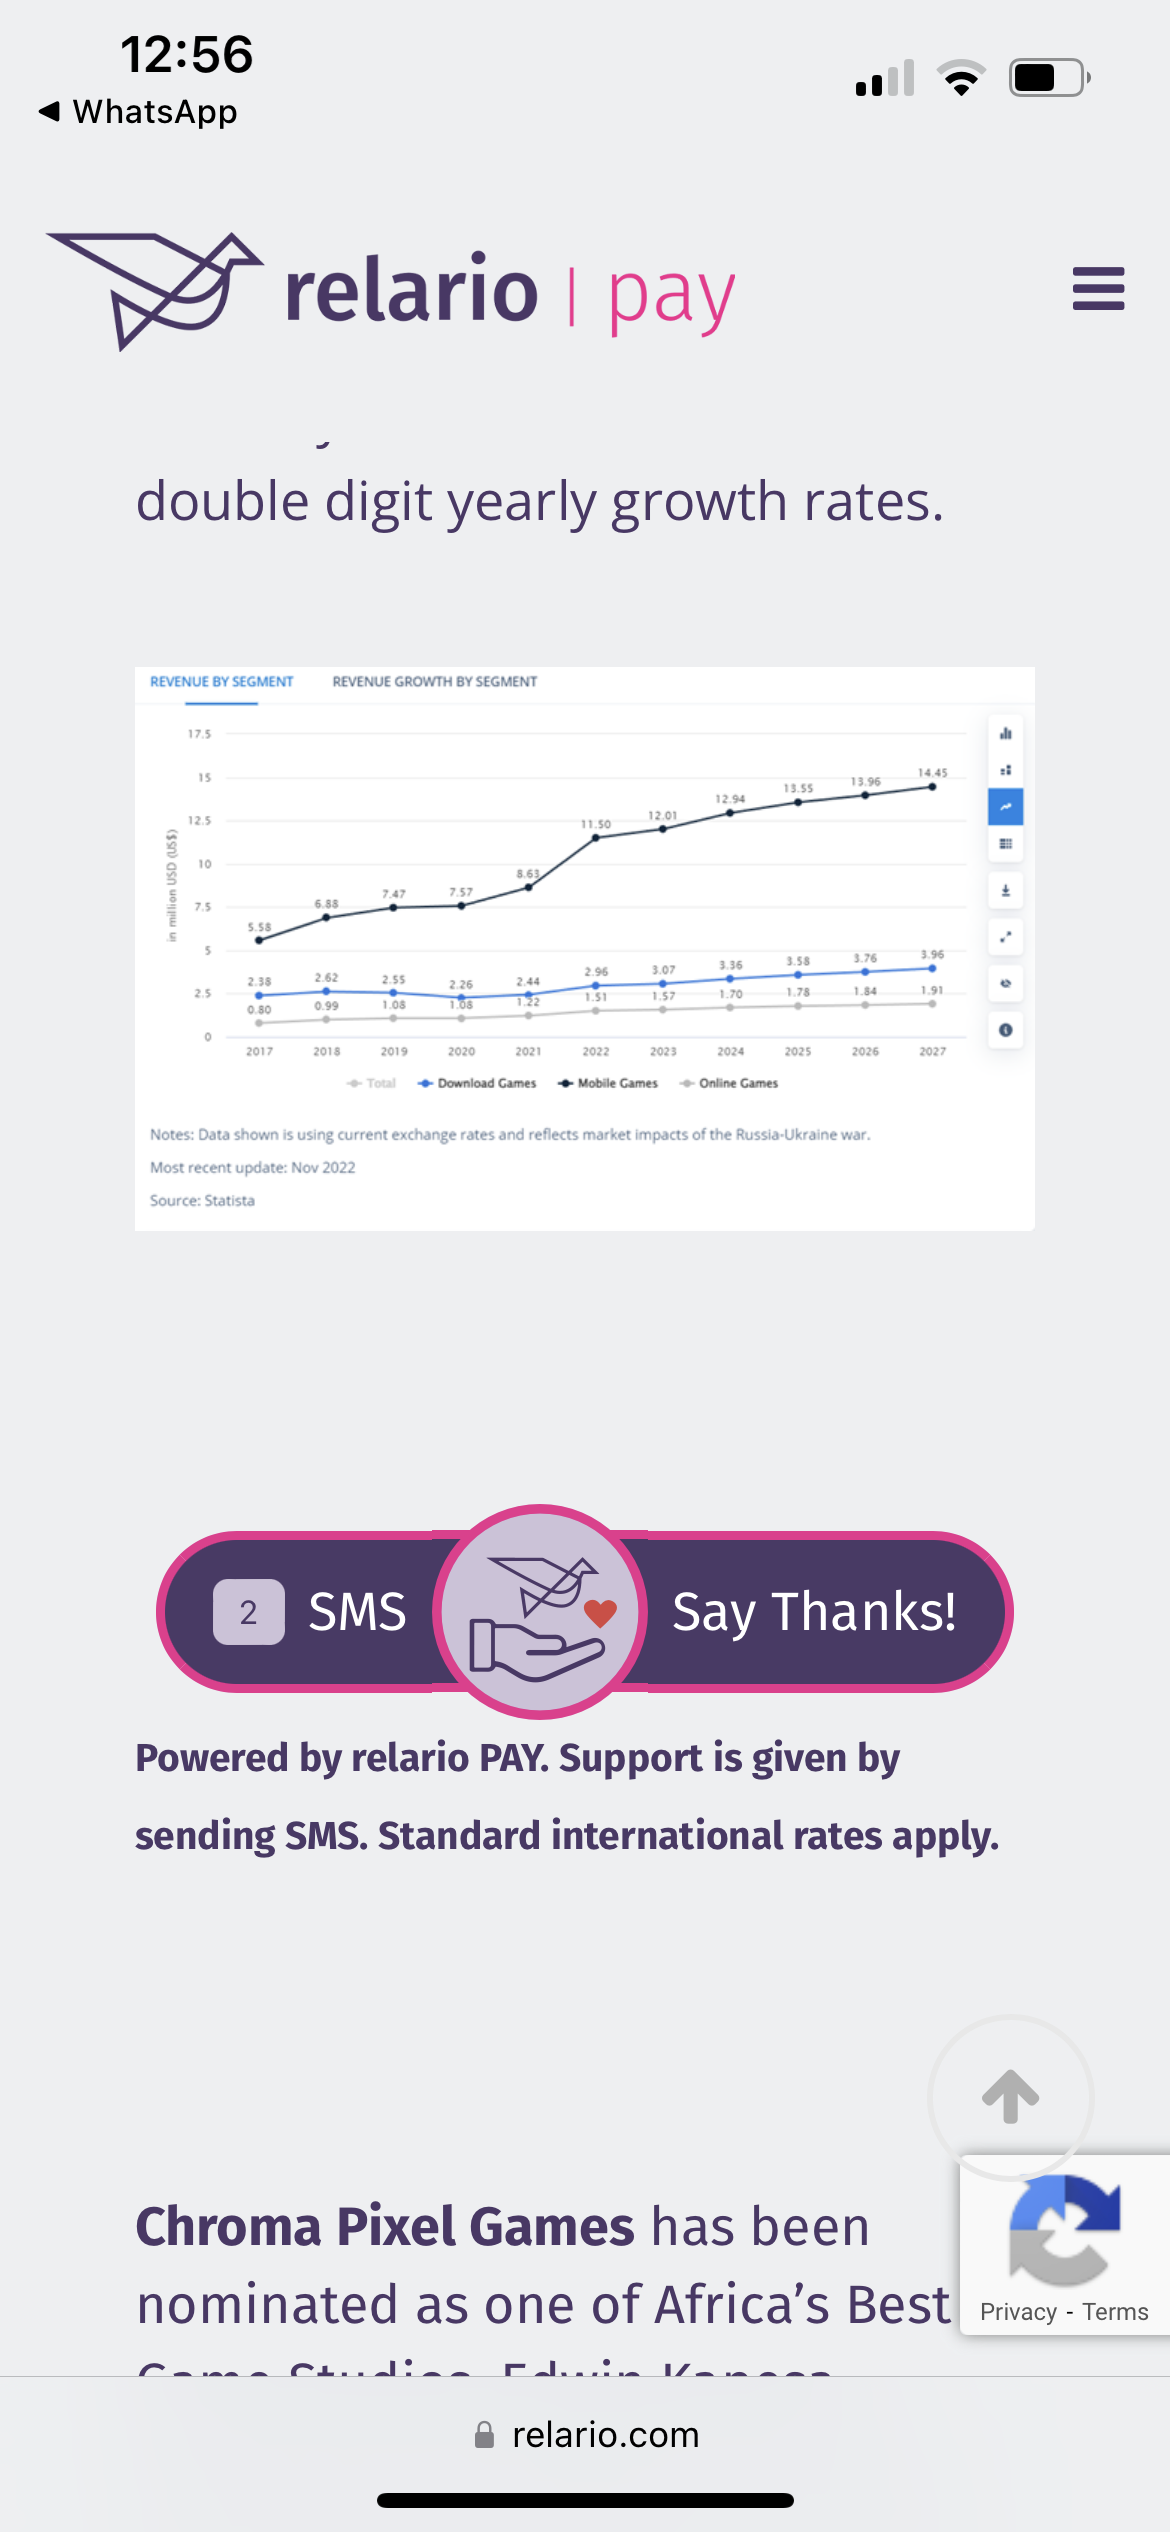 12:56
◀ WhatsApp
relario | pay
double digit yearly growth rates.
REVENUE BY SEGMENT REVENUE GROWTH BY SEGMENT
in million USD (US$)
17.5
15
12.5
10
7.5
5
2.5
0
5.58 6.88 7.47 7.57 8.63 11.50 12.01 12.94 13.55 13.96 14.45
2.38 2.62 2.55 2.26 2.44 2.96 3.07 3.36 3.58 3.76 3.96
0.80 0.99 1.08 1.08 1.22 1.51 1.57 1.70 1.78 1.84 1.91
2017 2018 2019 2020 2021 2022 2023 2024 2025 2026 2027
Total Download Games Mobile Games Online Games
Notes: Data shown is using current exchange rates and reflects market impacts of the Russia-Ukraine war.
Most recent update: Nov 2022
Source: Statista
2 SMS Say Thanks!
Powered by relario PAY. Support is given by
sending SMS. Standard international rates apply.
Chroma Pixel Games has been
nominated as one of Africa's Best
Privacy - Terms
relario.com